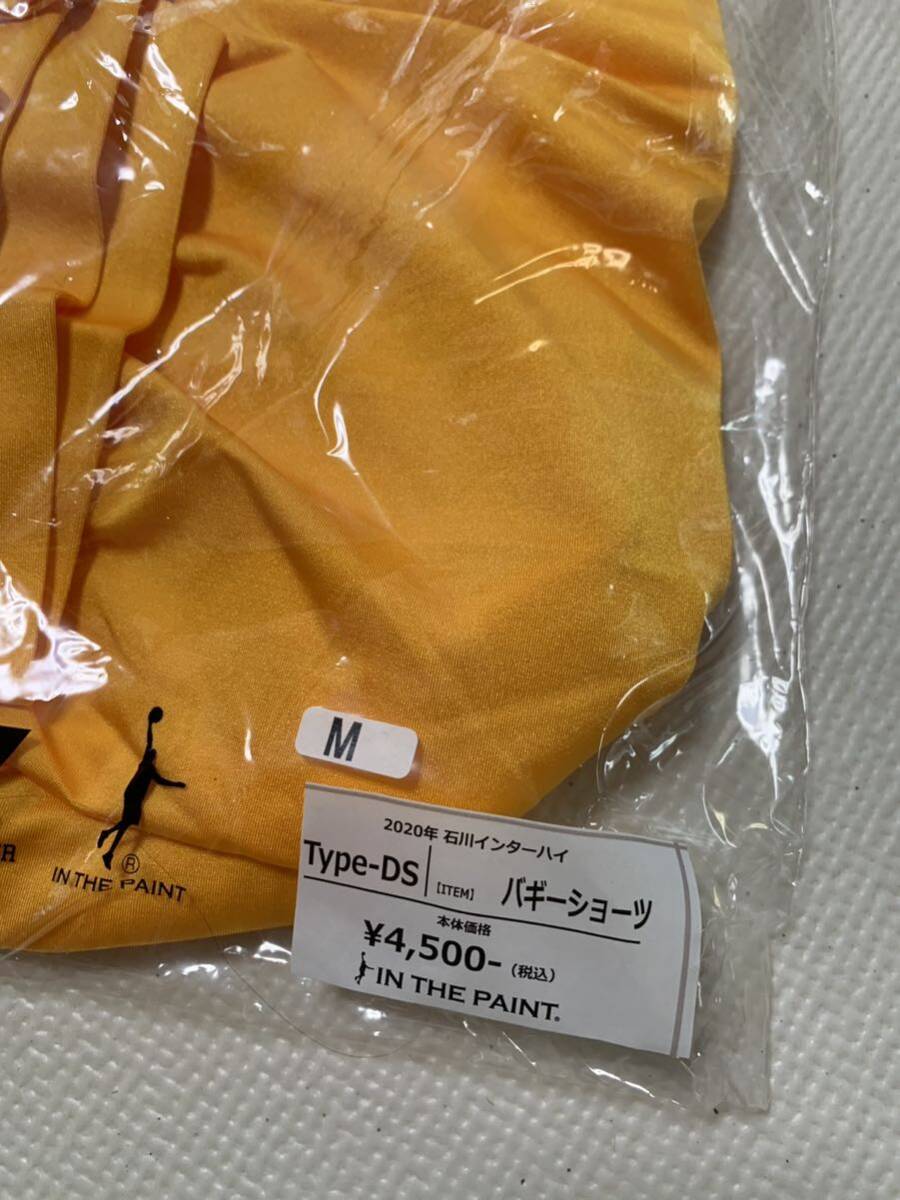 M
R
®
IN THE PAINT
2020年 石川インターハイ
Type-DS [ITEM] バギーショーツ
本体価格
¥4,500- (税込)
IN THE PAINT®